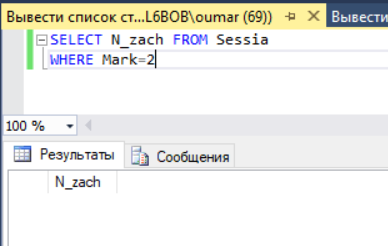 Вывести список ст...L6BOB\oumar (69))
Вывести
SELECT N_zach FROM Sessia
WHERE Mark=2
100 %
Результаты
Сообщения
N_zach